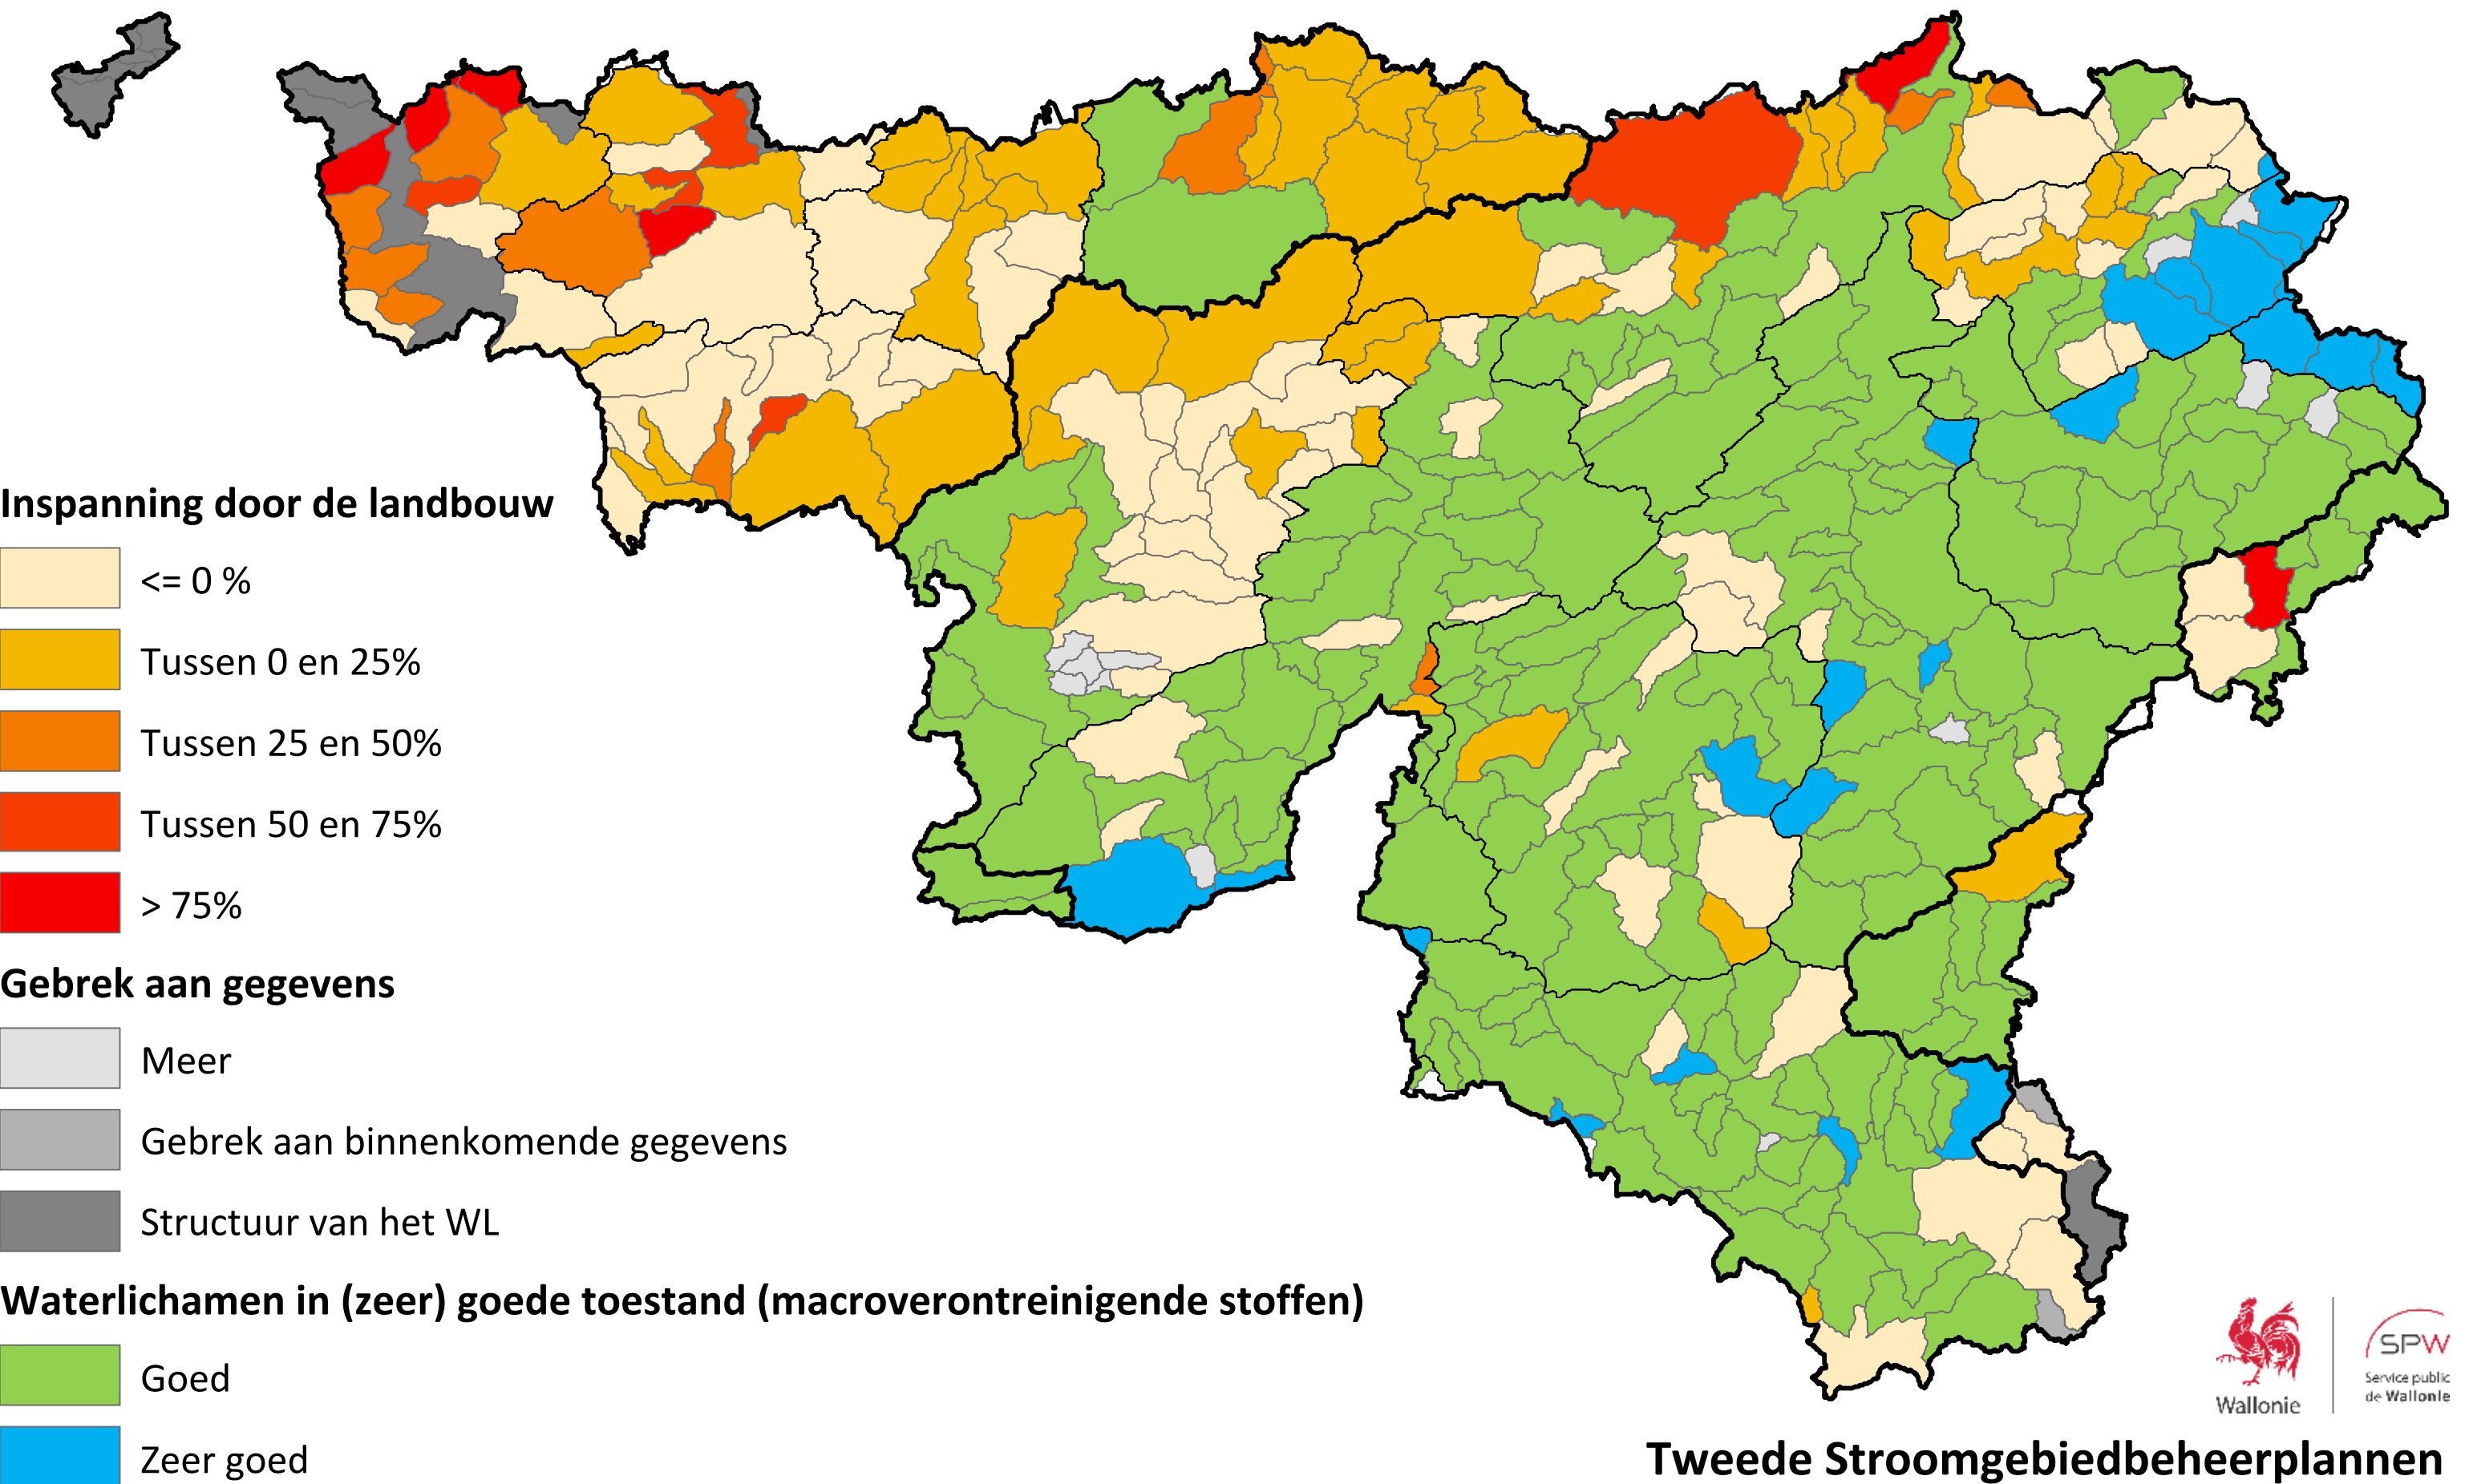 Inspanning door de landbouw
<= 0 %
Tussen 0 en 25%
Tussen 25 en 50%
Tussen 50 en 75%
> 75%
Gebrek aan gegevens
Meer
Gebrek aan binnenkomende gegevens
Structuur van het WL
Waterlichamen in (zeer) goede toestand (macroverontreinigende stoffen)
Goed
Zeer goed
Wallonie
SPW
Service public
de Wallonie
Tweede Stroomgebiedbeheerplannen